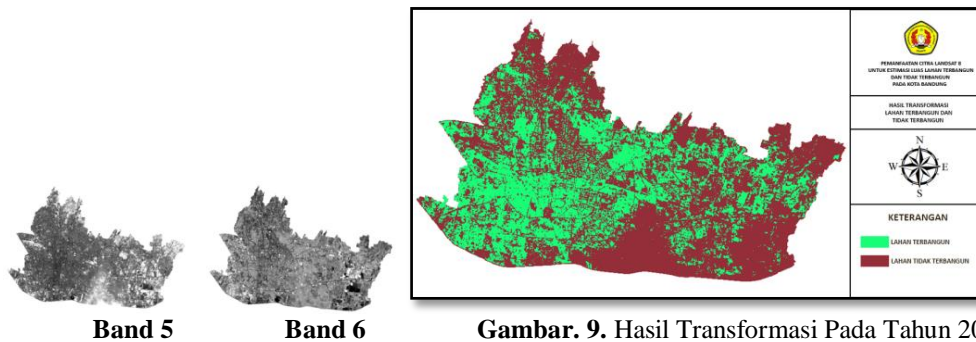 PEMANFAATAN CITRA LANDSAT 8
UNTUK ESTIMASI LUAS LAHAN TERBANGUN
DAN TIDAK TERBANGUN
PADA KOTA BANDUNG
HASIL TRANSFORMASI
LAHAN TERBANGUN DAN
TIDAK TERBANGUN
N
W E
S
KETERANGAN
LAHAN TERBANGUN
LAHAN TIDAK TERBANGUN
Band 5 Band 6 Gambar. 9. Hasil Transformasi Pada Tahun 20